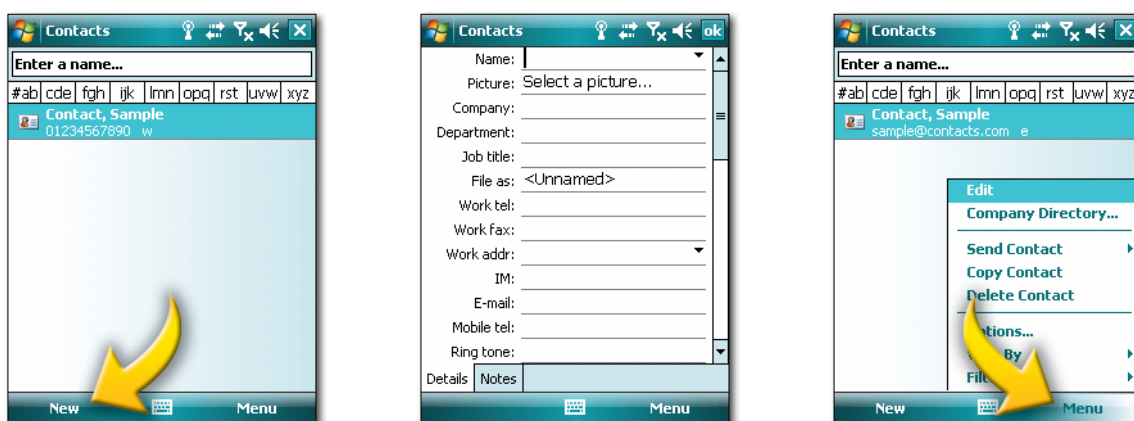 Contacts
Enter a name...
#ab cde fgh ijk lmn opq rst uvw xyz
Contact, Sample
01234567890 w
New Menu
Contacts ok
Name:
Picture: Select a picture...
Company:
Department:
Job title:
File as: <Unnamed>
Work tel:
Work fax:
Work addr:
IM:
E-mail:
Mobile tel:
Ring tone:
Details Notes
Menu
Contacts
Enter a name...
#ab cde fgh ijk lmn opq rst uvw xyz
Contact, Sample
sample@contacts.com e
Edit
Company Directory...
Send Contact
Copy Contact
Delete Contact
By
New Menu